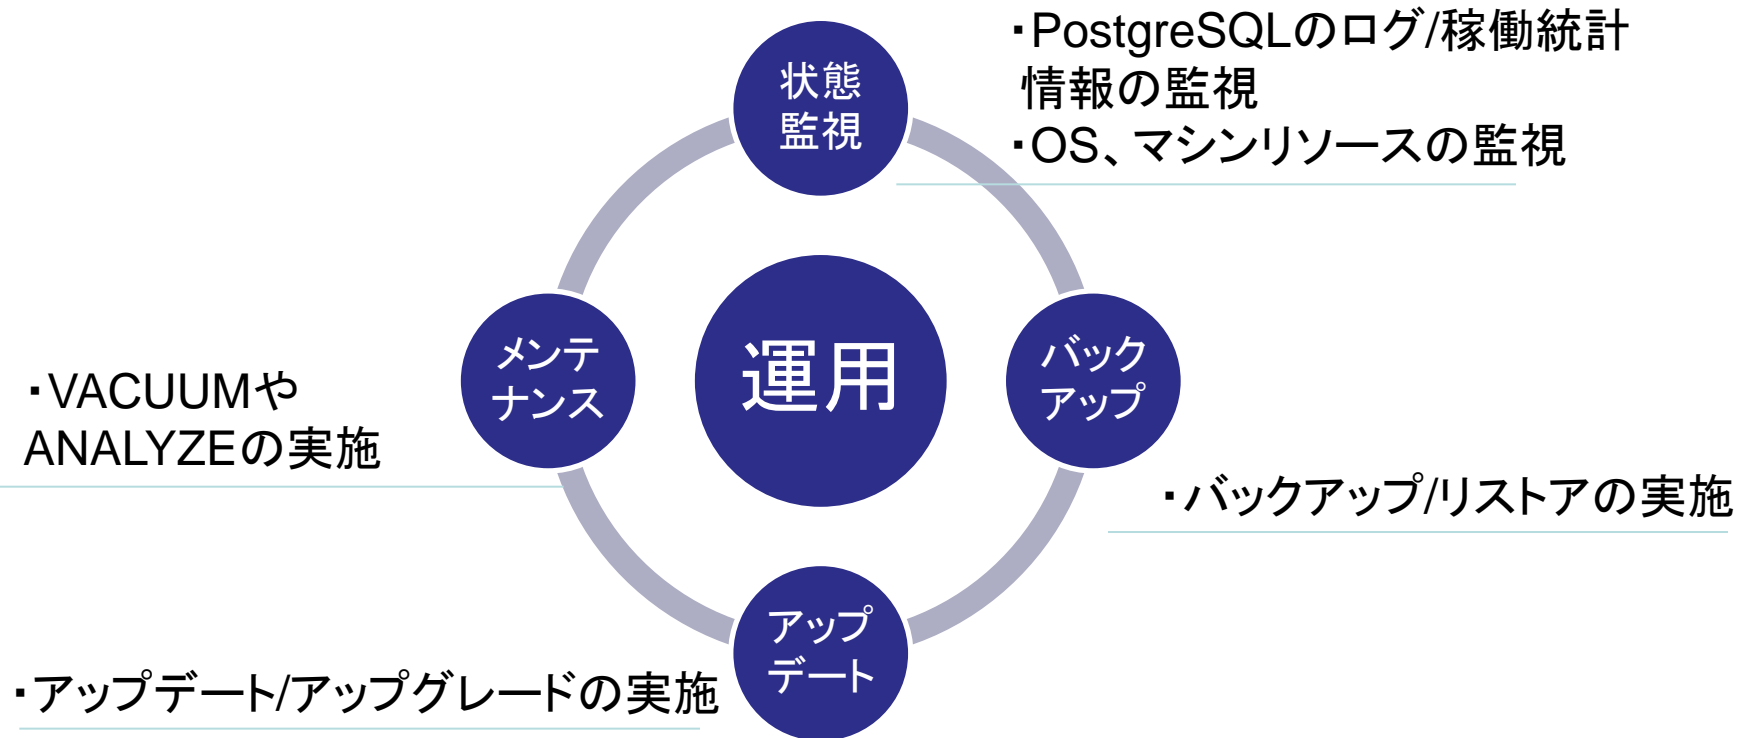 状態
監視
・PostgreSQLのログ/稼働統計
情報の監視
・OS、マシンリソースの監視
メンテ
ナンス
運用
バック
アップ
・VACUUMや
ANALYZEの実施
・バックアップ/リストアの実施
アップ
デート
・アップデート/アップグレードの実施